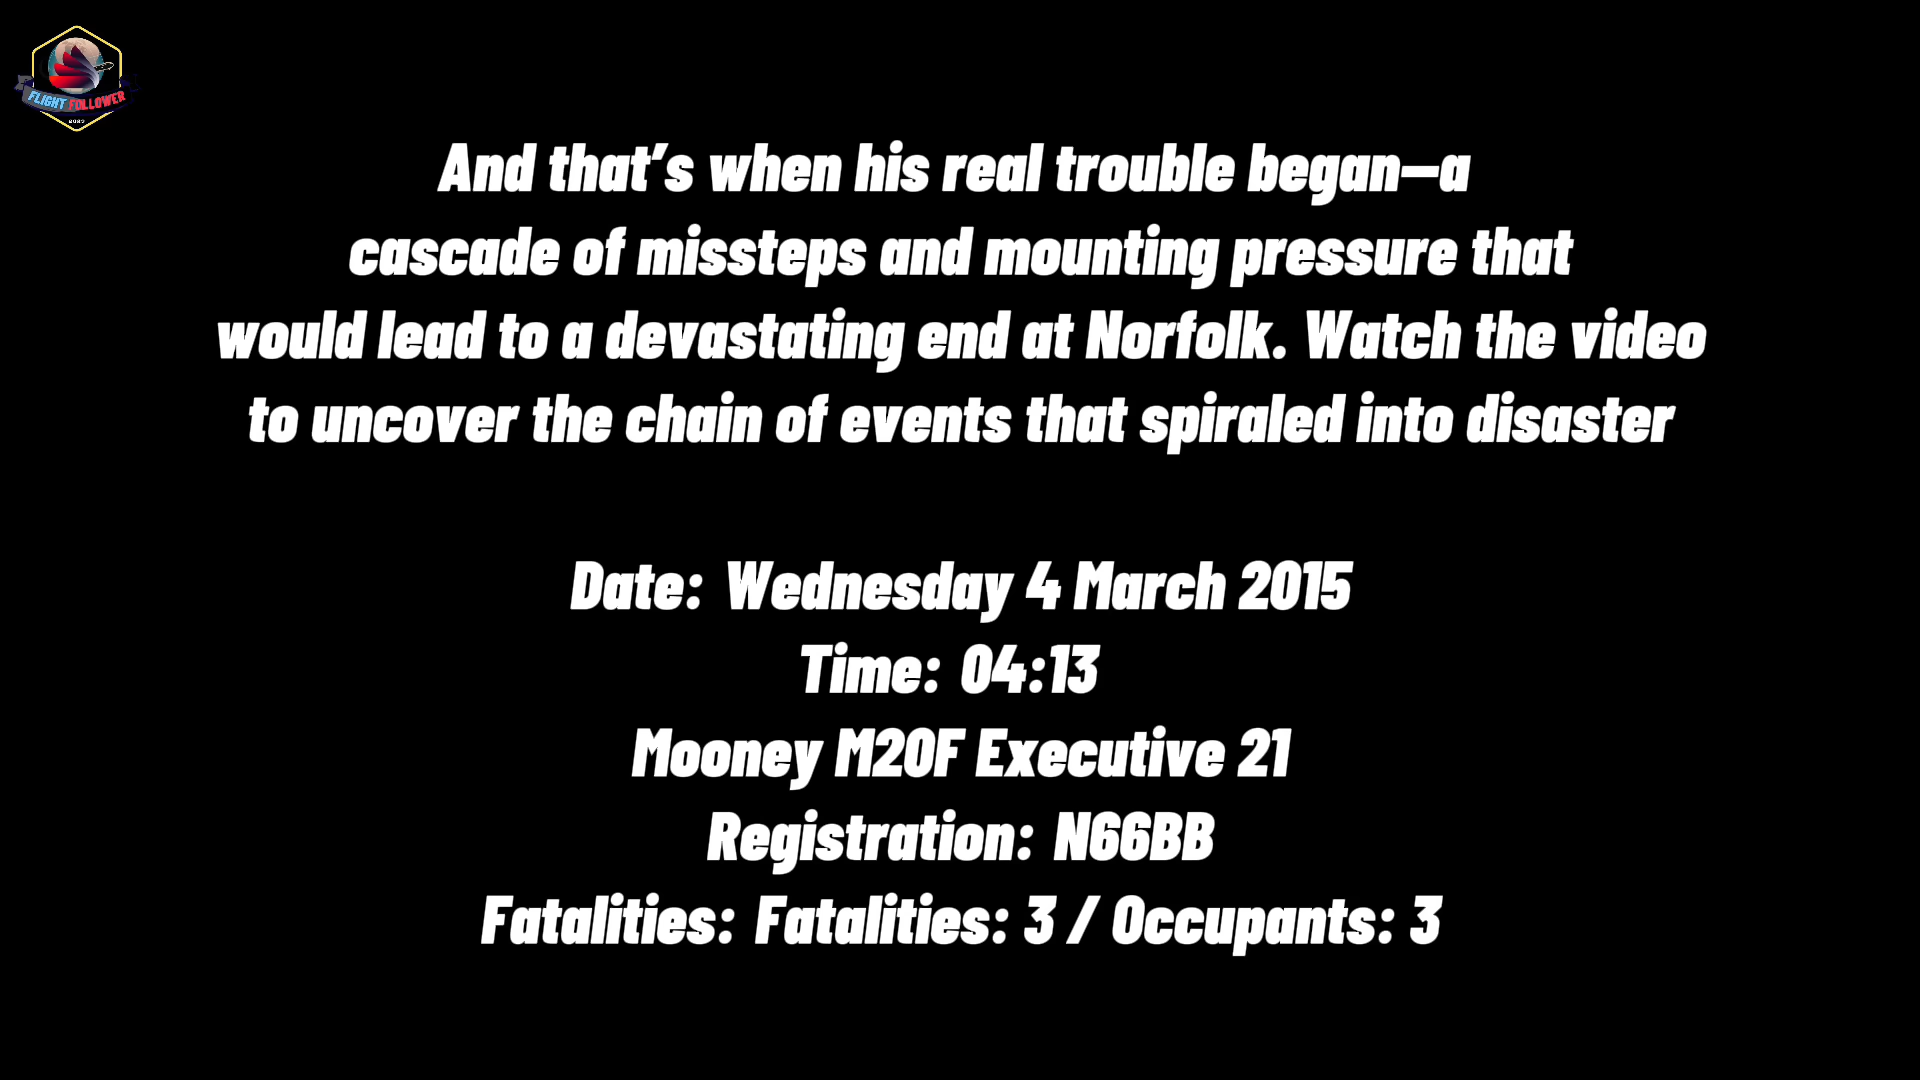 FLIGHT FOLLOWER
And that's when his real trouble began—a
cascade of missteps and mounting pressure that
would lead to a devastating end at Norfolk. Watch the video
to uncover the chain of events that spiraled into disaster
Date: Wednesday 4 March 2015
Time: 04:13
Mooney M20F Executive 21
Registration: N66BB
Fatalities: Fatalities: 3 / Occupants: 3